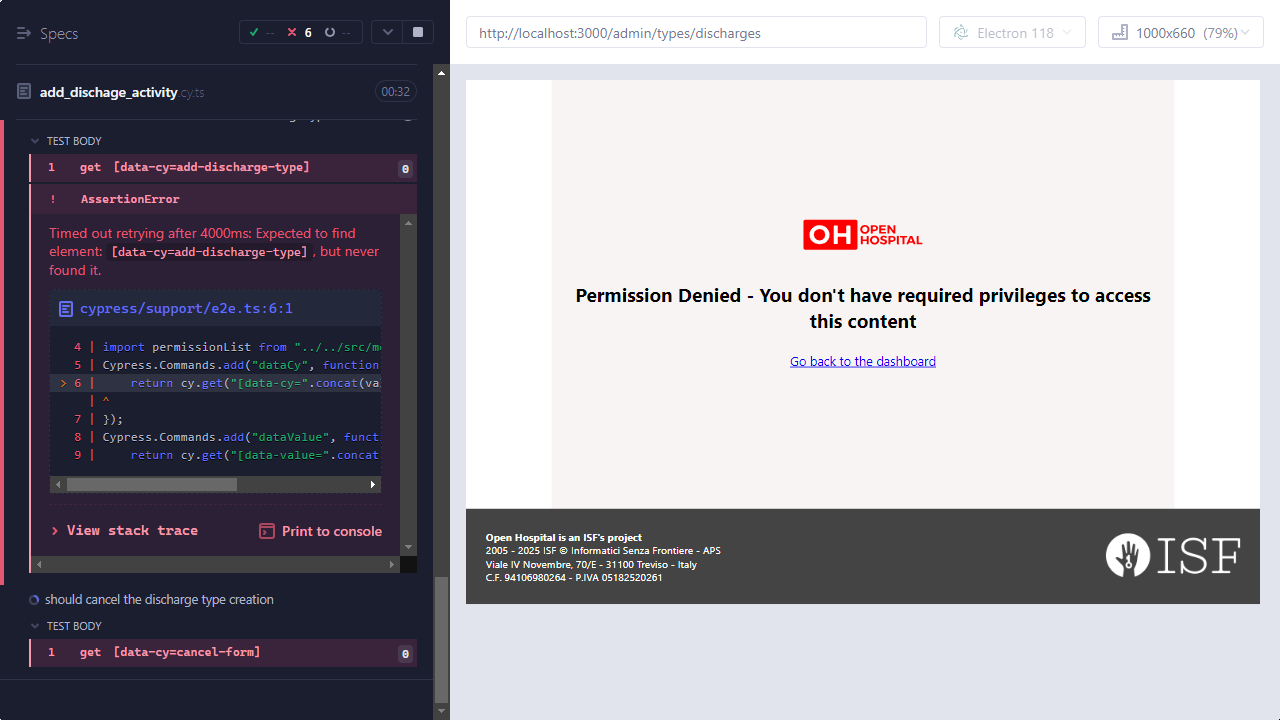 Specs
-- 6 --
add_dischage_activity.cy.ts 00:32
TEST BODY
1 get [data-cy=add-discharge-type] 0
! AssertionError
Timed out retrying after 4000ms: Expected to find
element: [data-cy=add-discharge-type], but never
found it.
cypress/support/e2e.ts:6:1
4 | import permissionList from "../../src/m
5 | Cypress.Commands.add("dataCy", function
> 6 | return cy.get("[data-cy=".concat(va
| ^
7 | });
8 | Cypress.Commands.add("dataValue", funct
9 | return cy.get("[data-value=".concat
View stack trace
Print to console
should cancel the discharge type creation
TEST BODY
1 get [data-cy=cancel-form] 0
http://localhost:3000/admin/types/discharges
Electron 118
1000x660 (79%)
OH OPEN
HOSPITAL
Permission Denied - You don't have required privileges to access
this content
Go back to the dashboard
Open Hospital is an ISF's project
2005 - 2025 ISF © Informatici Senza Frontiere - APS
Viale IV Novembre, 70/E - 31100 Treviso - Italy
C.F. 94106980264 - P.IVA 05182520261
ISF